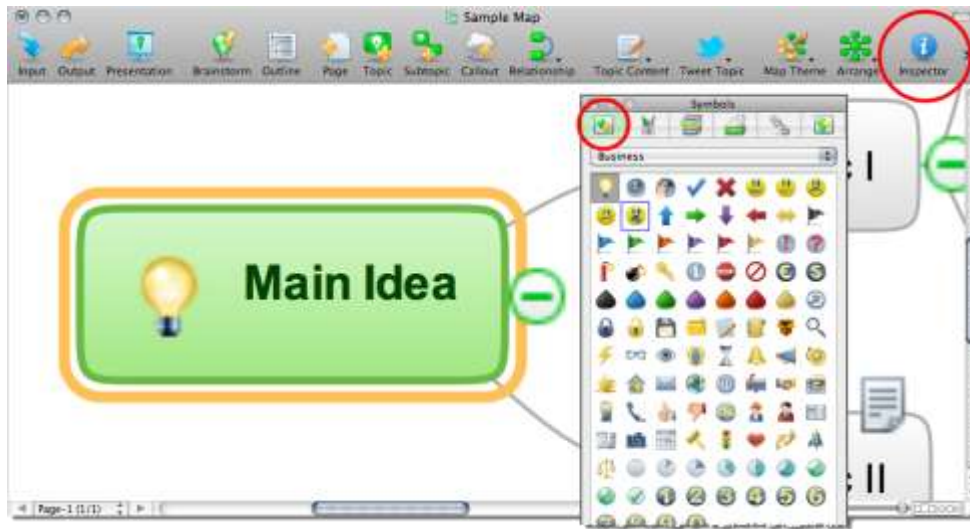 Sample Map
Input Output Presentation Brainstorm Outline Page Topic Subtopic Callout Relationship Topic Content Tweet Topic Map Theme Arrange Inspector
Symbols
Business
Main Idea
c I
c II
Page-1 (1/1)